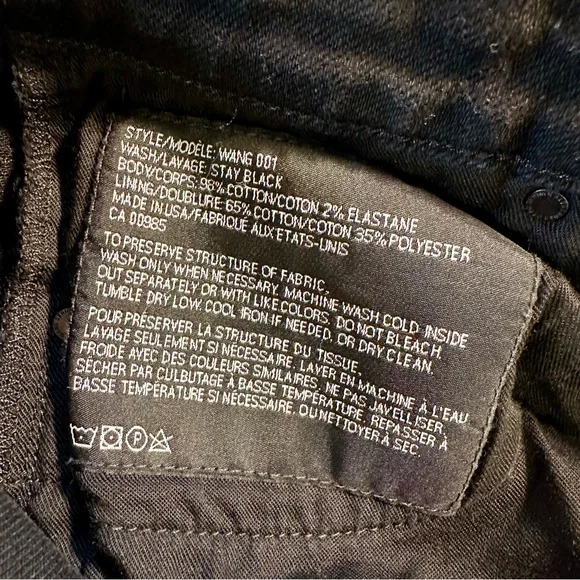 STYLE/MODÈLE: WANG 001
WASH/LAVAGE: STAY BLACK
BODY/CORPS: 98% COTTON/COTON 2% ELASTANE
LINING/DOUBLURE: 65% COTTON/COTON 35% POLYESTER
MADE IN USA/FABRIQUÉ AUX ETATS-UNIS
CA 00985
TO PRESERVE STRUCTURE OF FABRIC,
WASH ONLY WHEN NECESSARY. MACHINE WASH COLD INSIDE
OUT SEPARATELY OR WITH LIKE COLORS. DO NOT BLEACH
TUMBLE DRY LOW. COOL IRON IF NEEDED. OR DRY CLEAN.
POUR PRÉSERVER LA STRUCTURE DU TISSUE.
LAVAGE SEULEMENT SI NÉCESSAIRE. LAYER EN MACHINE À L'EAU
FROIDE AVEC DES COULEURS SIMILAIRES. NE PAS JAVELLISER.
SÉCHER PAR CULBUTAGE À BASSE TEMPÉRATURE. REPASSER À
BASSE TEMPÉRATURE SI NÉCESSAIRE. OU NETTOYER À SEC.
P